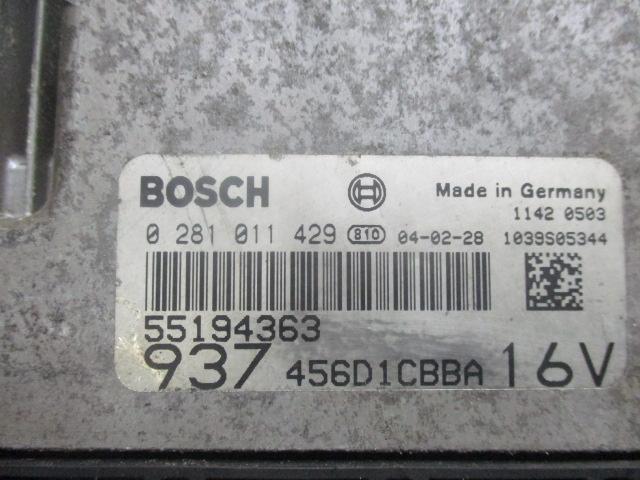 BOSCH Made in Germany
1142 0503
0 281 011 429 810 04-02-28 1039S05344
55194363
937 456D1CBBA 16V